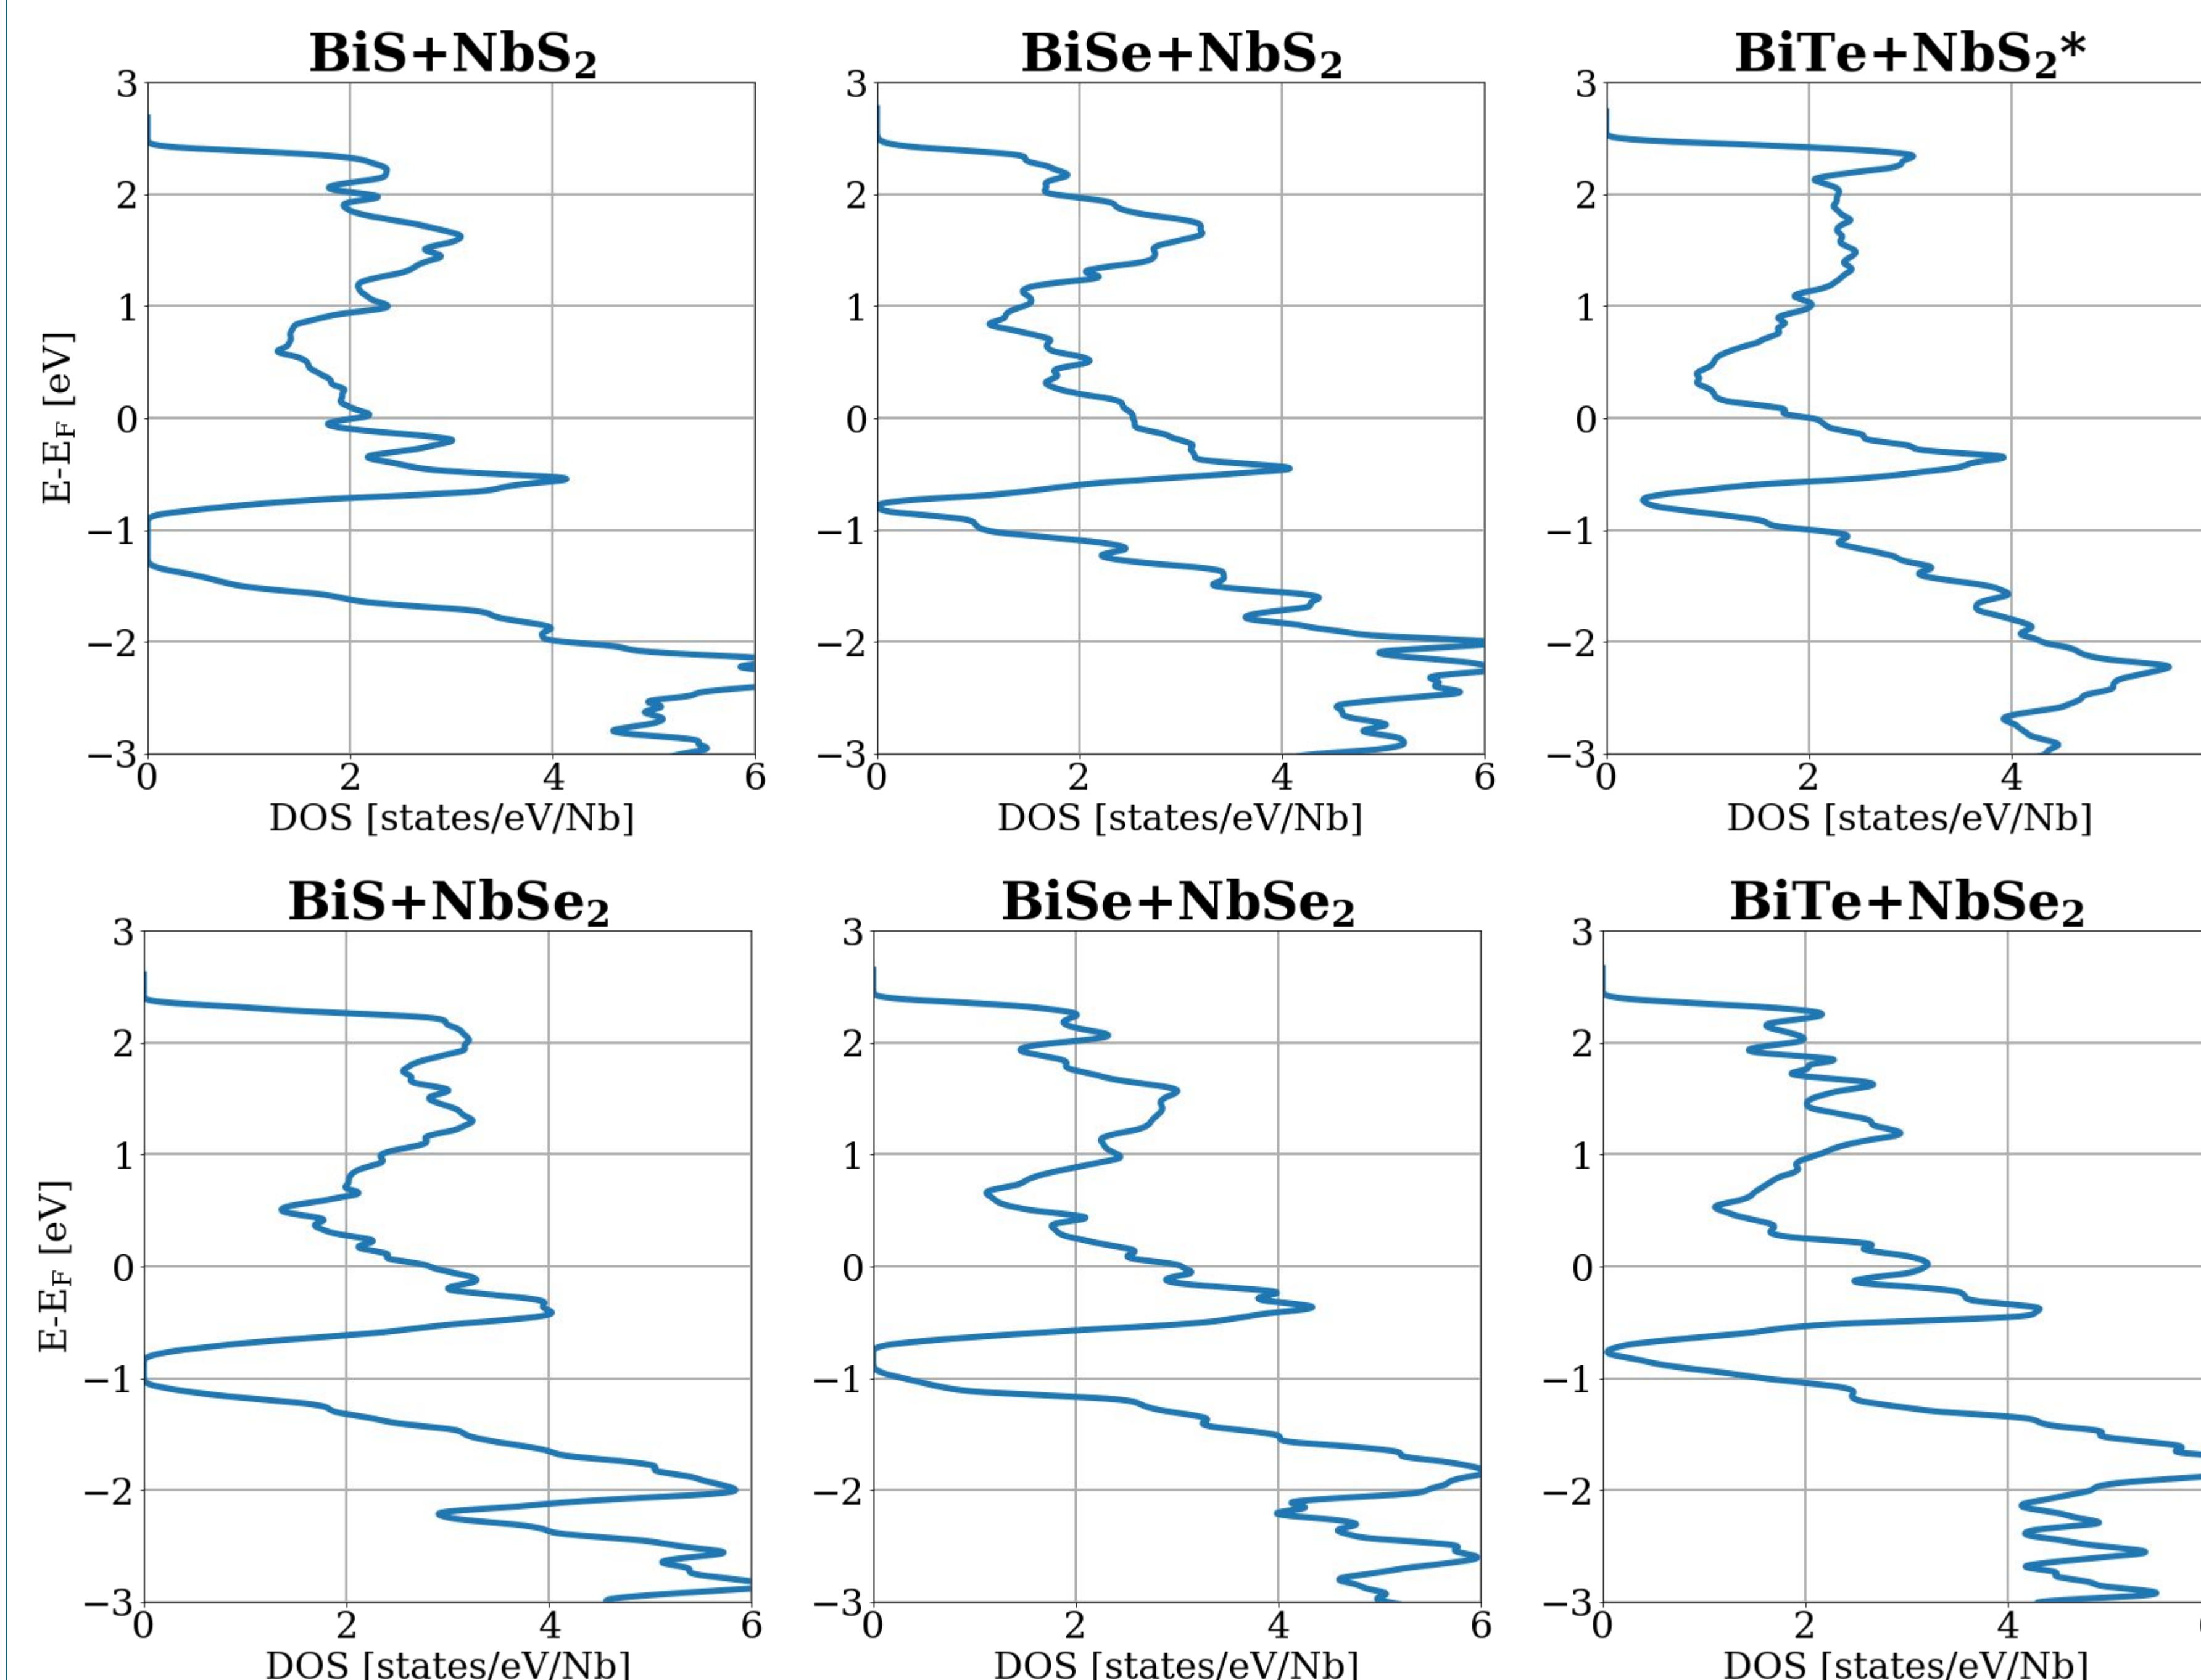 BiS+NbS₂ BiSe+NbS₂ BiTe+NbS₂*
3 3 3
2 2 2
1 1 1
E-E_F [eV]
0 0 0
−1 −1 −1
−2 −2 −2
−3 −3 −3
0 2 4 6 0 2 4 6 0 2 4
DOS [states/eV/Nb] DOS [states/eV/Nb] DOS [states/eV/Nb]
BiS+NbSe₂ BiSe+NbSe₂ BiTe+NbSe₂
3 3 3
2 2 2
1 1 1
E-E_F [eV]
0 0 0
−1 −1 −1
−2 −2 −2
−3 −3 −3
0 2 4 6 0 2 4 6 0 2 4
DOS [states/eV/Nb] DOS [states/eV/Nb] DOS [states/eV/Nb]